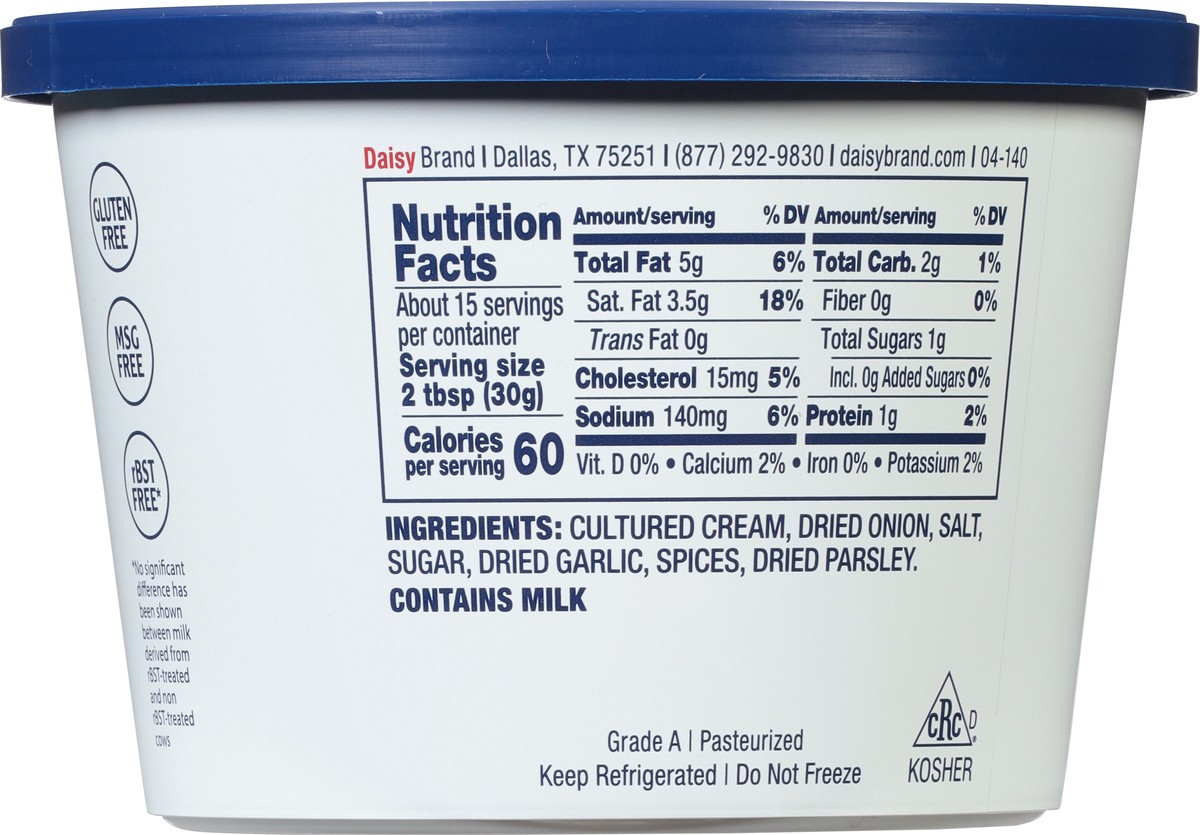 Daisy Brand | Dallas, TX 75251 | (877) 292-9830 | daisybrand.com | 04-140
GLUTEN
FREE
MSG
FREE
rBST
FREE*
*No significant
difference has
been shown
between milk
derived from
rBST-treated
and non
rBST-treated
cows
Nutrition
Facts
About 15 servings
per container
Serving size
2 tbsp (30g)
Calories
per serving 60
Amount/serving % DV
Total Fat 5g 6%
Sat. Fat 3.5g 18%
Trans Fat 0g
Cholesterol 15mg 5%
Sodium 140mg 6%
Amount/serving % DV
Total Carb. 2g 1%
Fiber 0g 0%
Total Sugars 1g
Incl. 0g Added Sugars 0%
Protein 1g 2%
Vit. D 0% • Calcium 2% • Iron 0% • Potassium 2%
INGREDIENTS: CULTURED CREAM, DRIED ONION, SALT,
SUGAR, DRIED GARLIC, SPICES, DRIED PARSLEY.
CONTAINS MILK
Grade A | Pasteurized
Keep Refrigerated | Do Not Freeze
cRc D
KOSHER